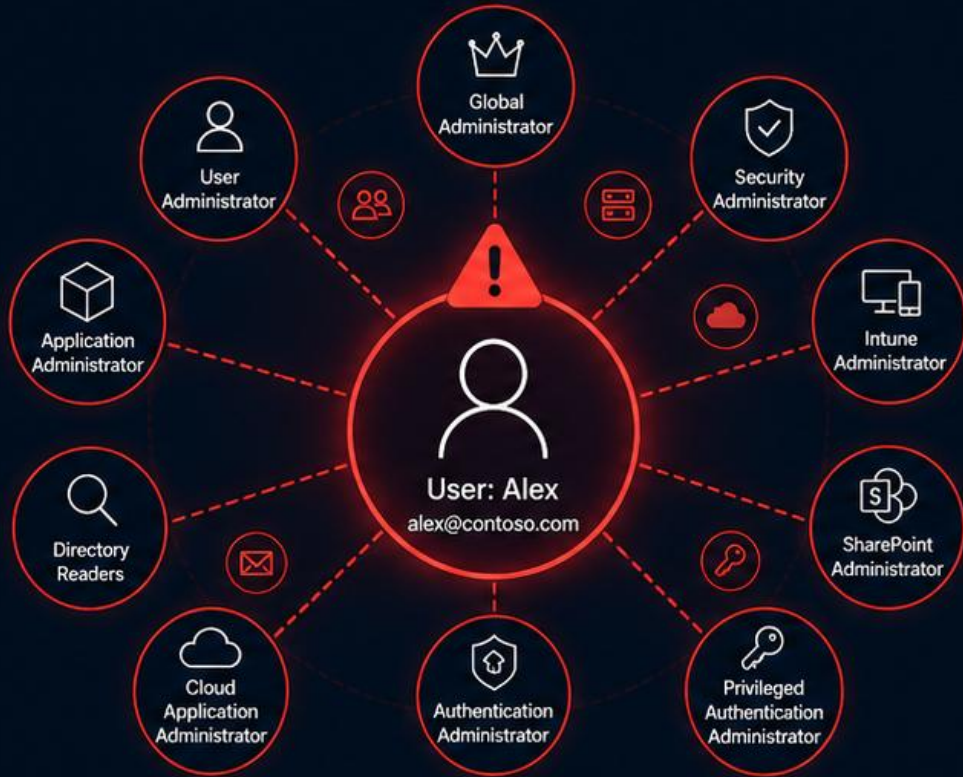 Global
Administrator
User
Administrator
Security
Administrator
Application
Administrator
Intune
Administrator
User: Alex
alex@contoso.com
Directory
Readers
S
SharePoint
Administrator
Cloud
Application
Administrator
Authentication
Administrator
Privileged
Authentication
Administrator